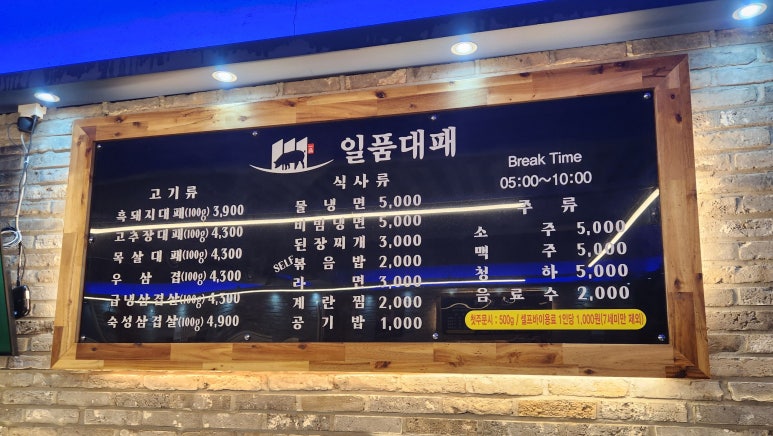 일품대패
Break Time
05:00~10:00
고기류
흑돼지대패(100g) 3,900
고추장대패(100g) 4,300
목살대패(100g) 4,300
우삼겹(100g) 4,300
급냉삼겹살(100g) 4,300
숙성삼겹살(100g) 4,900
식사류
물냉면 5,000
비빔냉면 5,000
된장찌개 3,000
SELF볶음밥 2,000
라면 3,000
계란찜 2,000
공기밥 1,000
주류
소주 5,000
맥주 5,000
청하 5,000
음료수 2,000
첫주문시 : 500g / 셀프바이용료 1인당 1,000원(7세미만 제외)